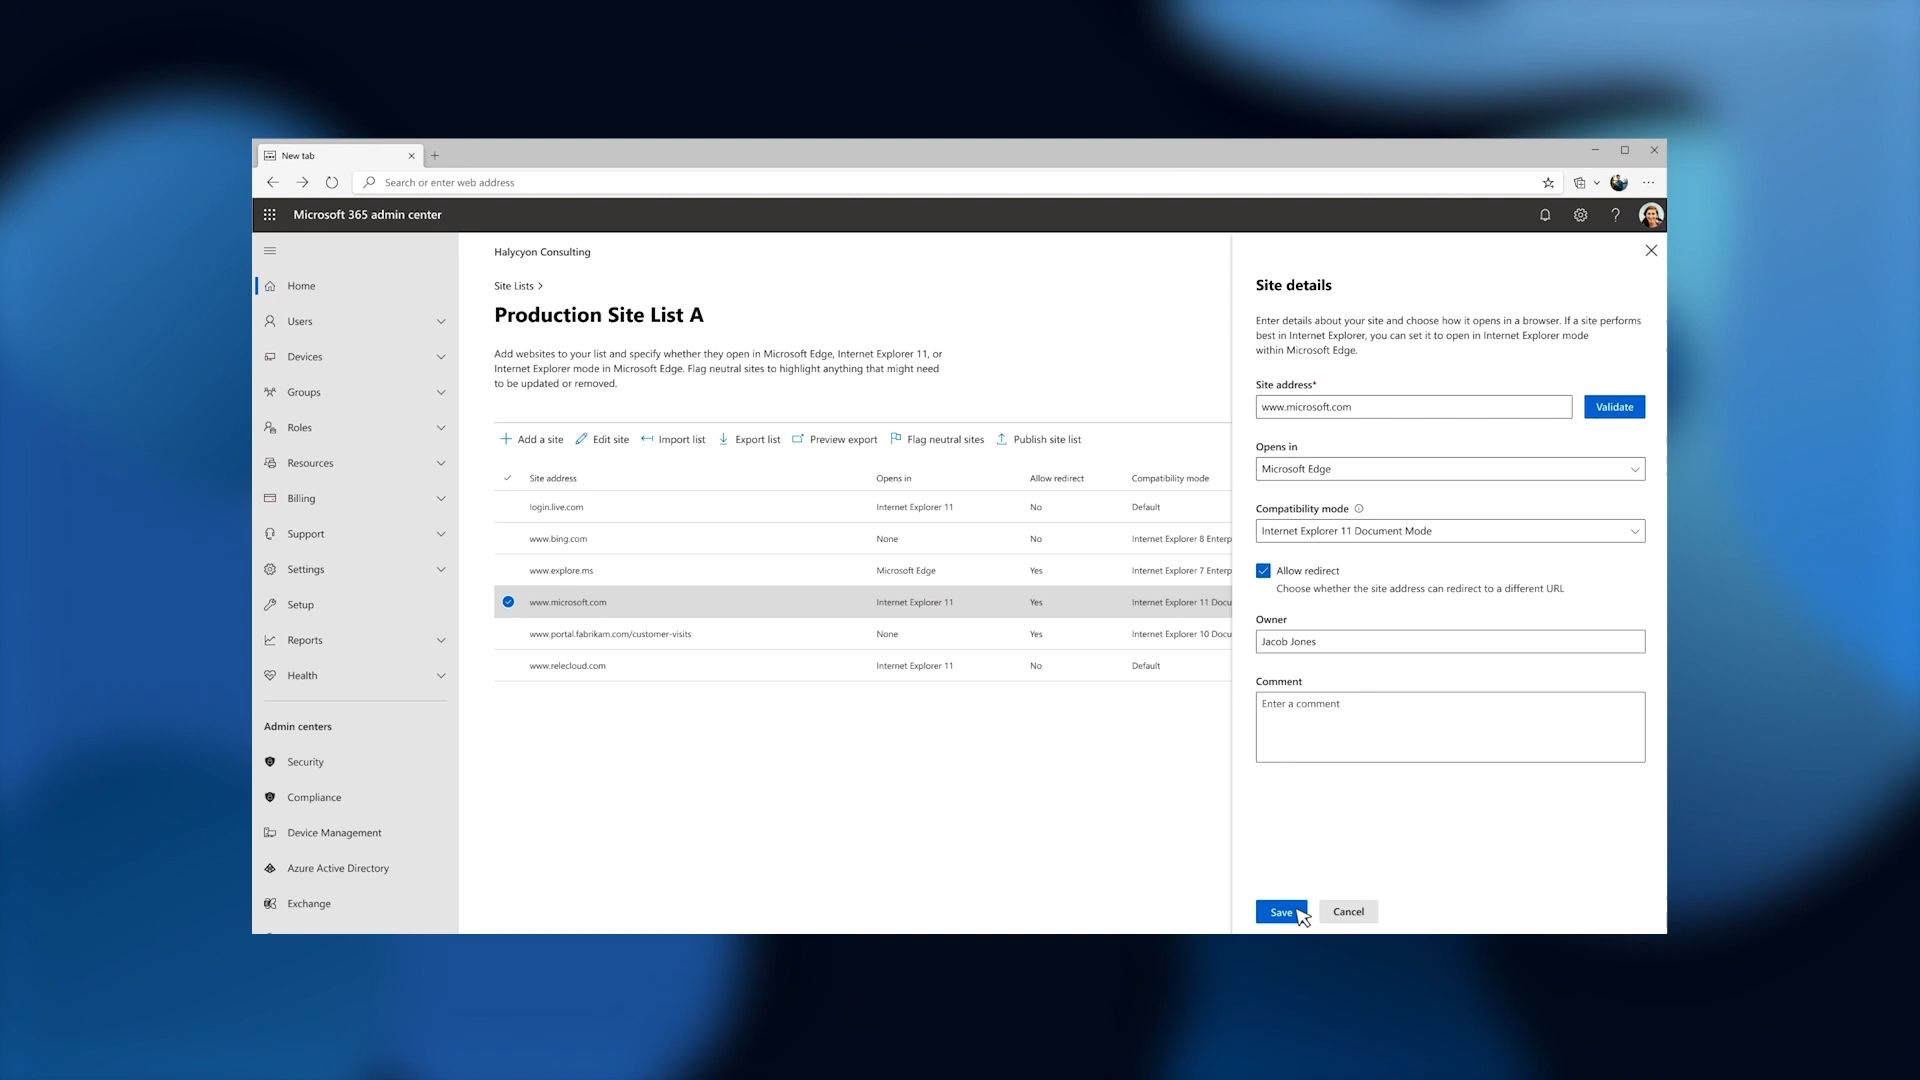 New tab
Search or enter web address
Microsoft 365 admin center
Home
Users
Devices
Groups
Roles
Resources
Billing
Support
Settings
Setup
Reports
Health
Admin centers
Security
Compliance
Device Management
Azure Active Directory
Exchange
Halycyon Consulting
Site Lists >
Production Site List A
Add websites to your list and specify whether they open in Microsoft Edge, Internet Explorer 11, or
Internet Explorer mode in Microsoft Edge. Flag neutral sites to highlight anything that might need
to be updated or removed.
Add a site Edit site Import list Export list Preview export Flag neutral sites Publish site list
Site address Opens in Allow redirect Compatibility mode
login.live.com Internet Explorer 11 No Default
www.bing.com None No Internet Explorer 8 Enterp
www.explore.ms Microsoft Edge Yes Internet Explorer 7 Enterp
www.microsoft.com Internet Explorer 11 Yes Internet Explorer 11 Docu
www.portal.fabrikam.com/customer-visits None Yes Internet Explorer 10 Docu
www.relecloud.com Internet Explorer 11 No Default
Site details
Enter details about your site and choose how it opens in a browser. If a site performs
best in Internet Explorer, you can set it to open in Internet Explorer mode
within Microsoft Edge.
Site address*
www.microsoft.com Validate
Opens in
Microsoft Edge
Compatibility mode
Internet Explorer 11 Document Mode
Allow redirect
Choose whether the site address can redirect to a different URL
Owner
Jacob Jones
Comment
Enter a comment
Save Cancel